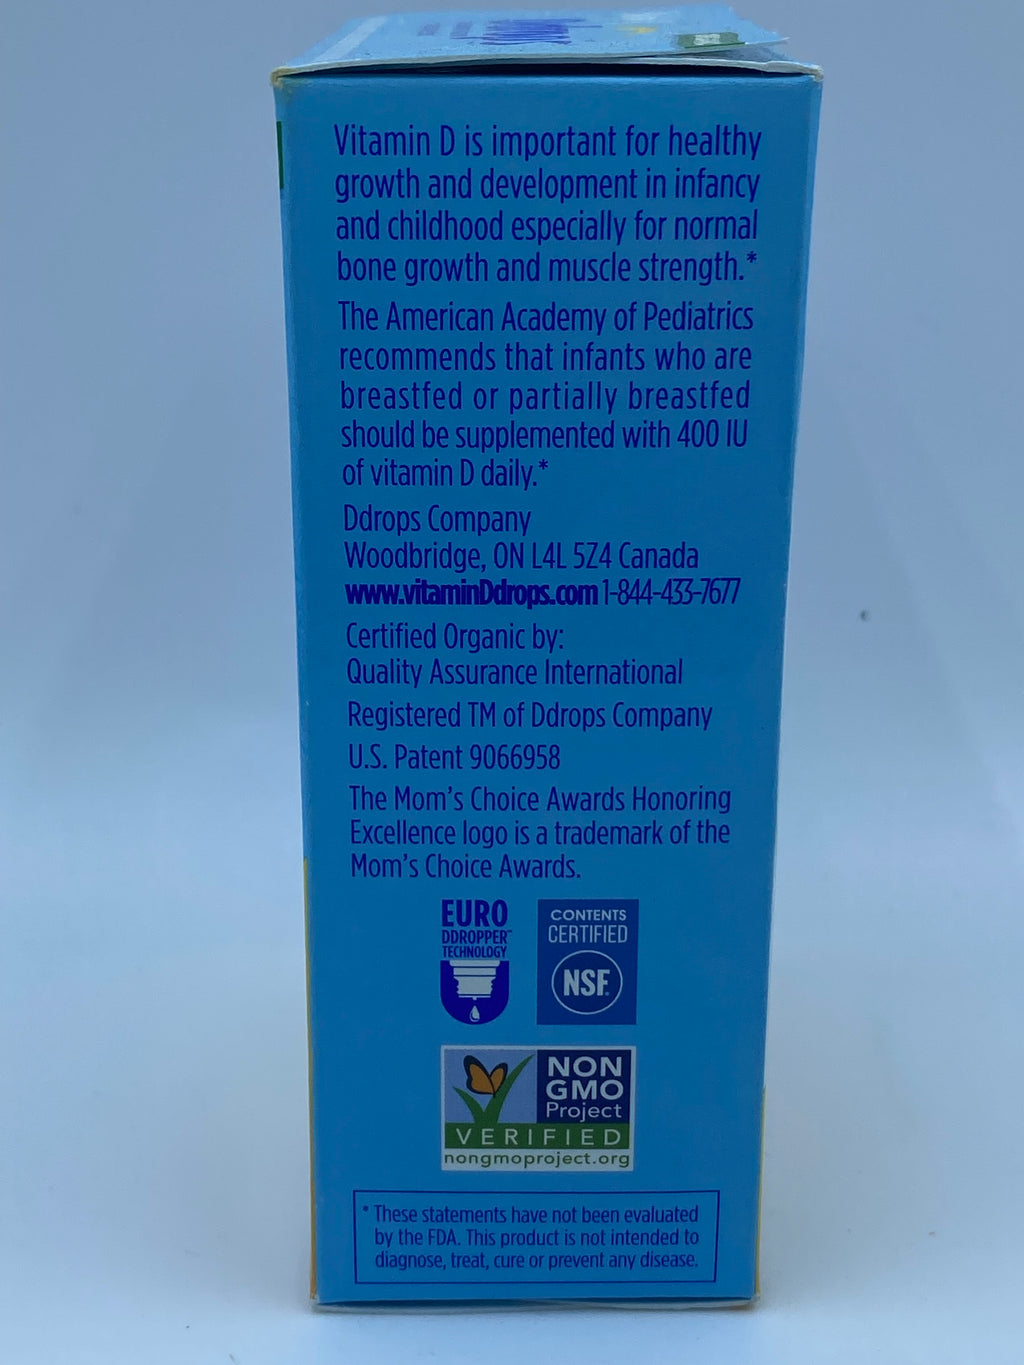 Vitamin D is important for healthy
growth and development in infancy
and childhood especially for normal
bone growth and muscle strength.*
The American Academy of Pediatrics
recommends that infants who are
breastfed or partially breastfed
should be supplemented with 400 IU
of vitamin D daily.*
Ddrops Company
Woodbridge, ON L4L 5Z4 Canada
www.vitaminDdrops.com 1-844-433-7677
Certified Organic by:
Quality Assurance International
Registered TM of Ddrops Company
U.S. Patent 9066958
The Mom's Choice Awards Honoring
Excellence logo is a trademark of the
Mom's Choice Awards.
EURO
DDROPPER™
TECHNOLOGY
CONTENTS
CERTIFIED
NSF.
NON
GMO
Project
VERIFIED
nongmoproject.org
* These statements have not been evaluated
by the FDA. This product is not intended to
diagnose, treat, cure or prevent any disease.